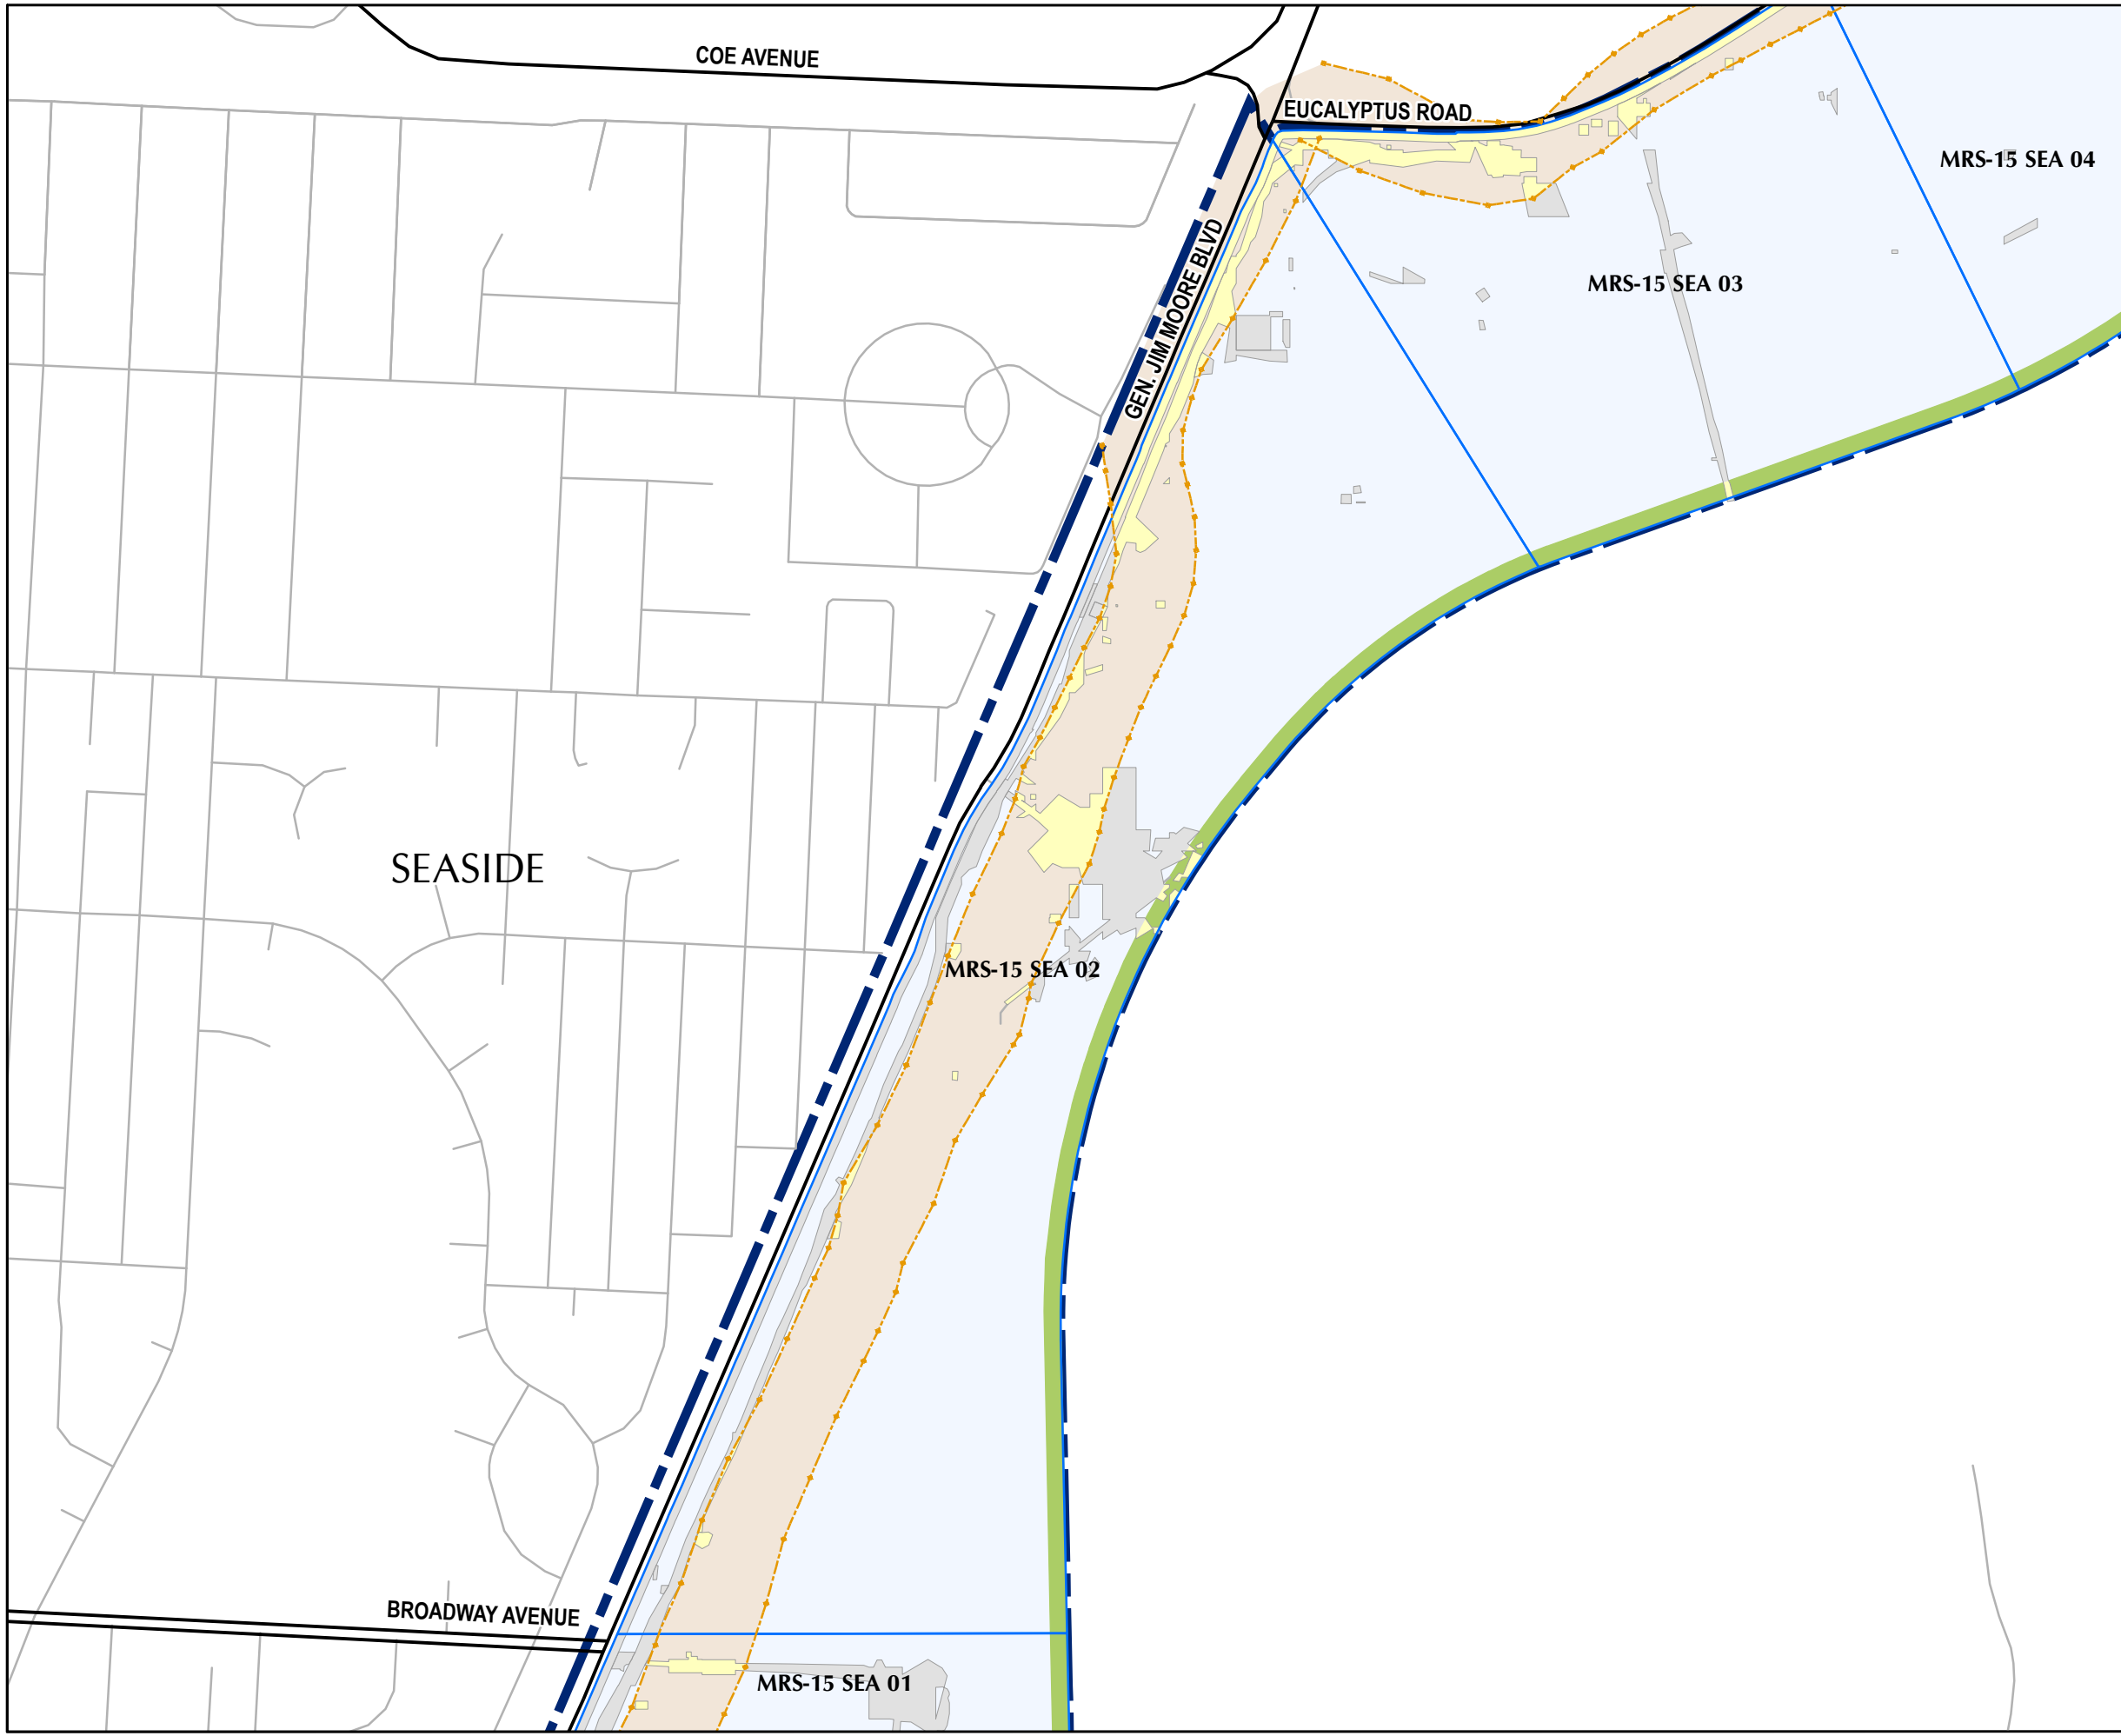 COE AVENUE
EUCALYPTUS ROAD
MRS-15 SEA 04
MRS-15 SEA 03
GEN. JIM MOORE BLVD
SEASIDE
MRS-15 SEA 02
BROADWAY AVENUE
MRS-15 SEA 01